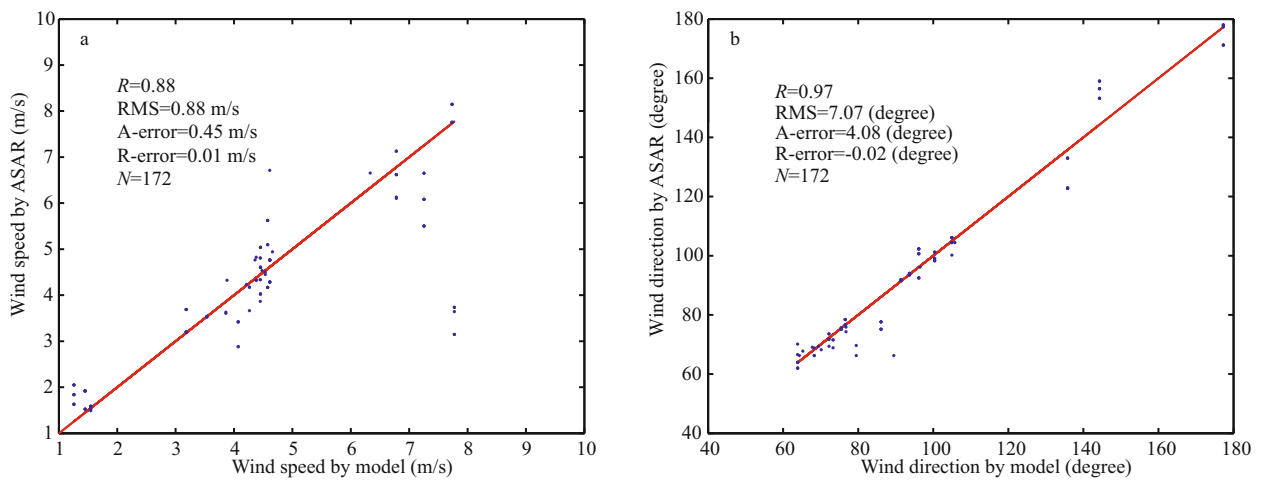 a
R=0.88
RMS=0.88 m/s
A-error=0.45 m/s
R-error=0.01 m/s
N=172
Wind speed by ASAR (m/s)
10
9
8
7
6
5
4
3
2
1
1 2 3 4 5 6 7 8 9 10
Wind speed by model (m/s)
b
R=0.97
RMS=7.07 (degree)
A-error=4.08 (degree)
R-error=-0.02 (degree)
N=172
Wind direction by ASAR (degree)
180
160
140
120
100
80
60
40
40 60 80 100 120 140 160 180
Wind direction by model (degree)